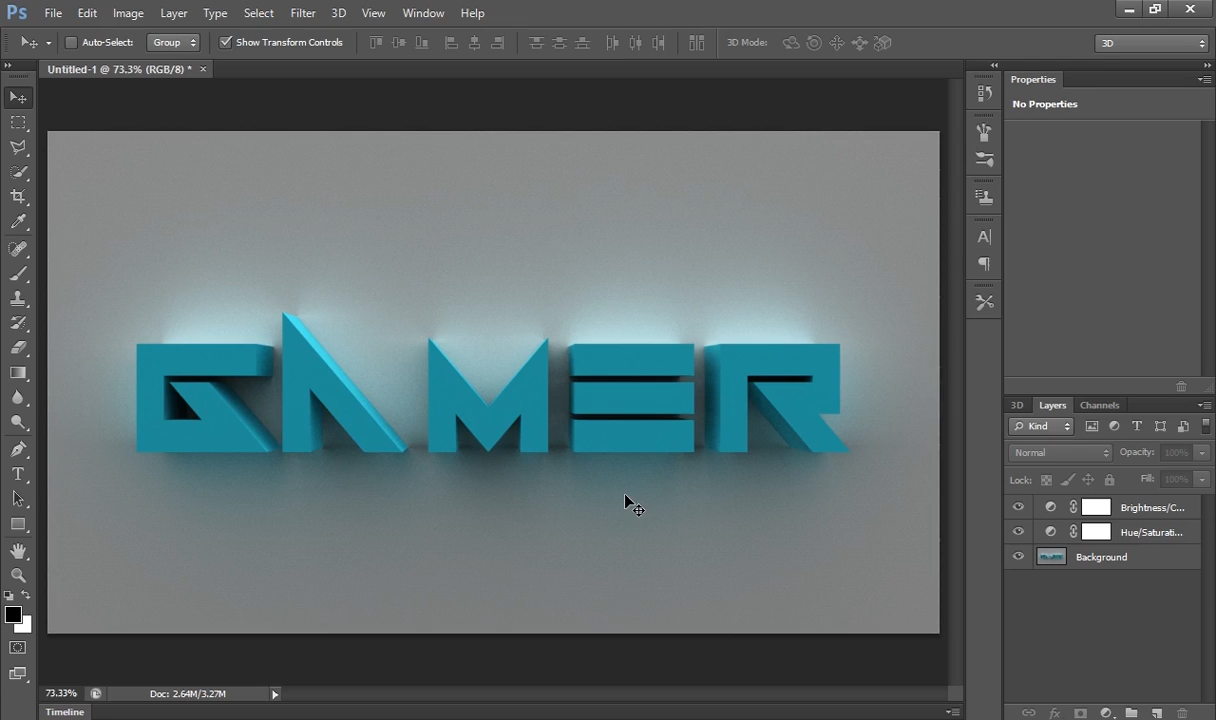 Ps File Edit Image Layer Type Select Filter 3D View Window Help
Auto-Select: Group Show Transform Controls 3D Mode: 3D
Untitled-1 @ 73.3% (RGB/8) * ×
Properties
No Properties
GAMER
3D Layers Channels
Kind
Normal Opacity: 100%
Lock: Fill: 100%
Brightness/C...
Hue/Saturati...
Background
73.33% Doc: 2.64M/3.27M
Timeline